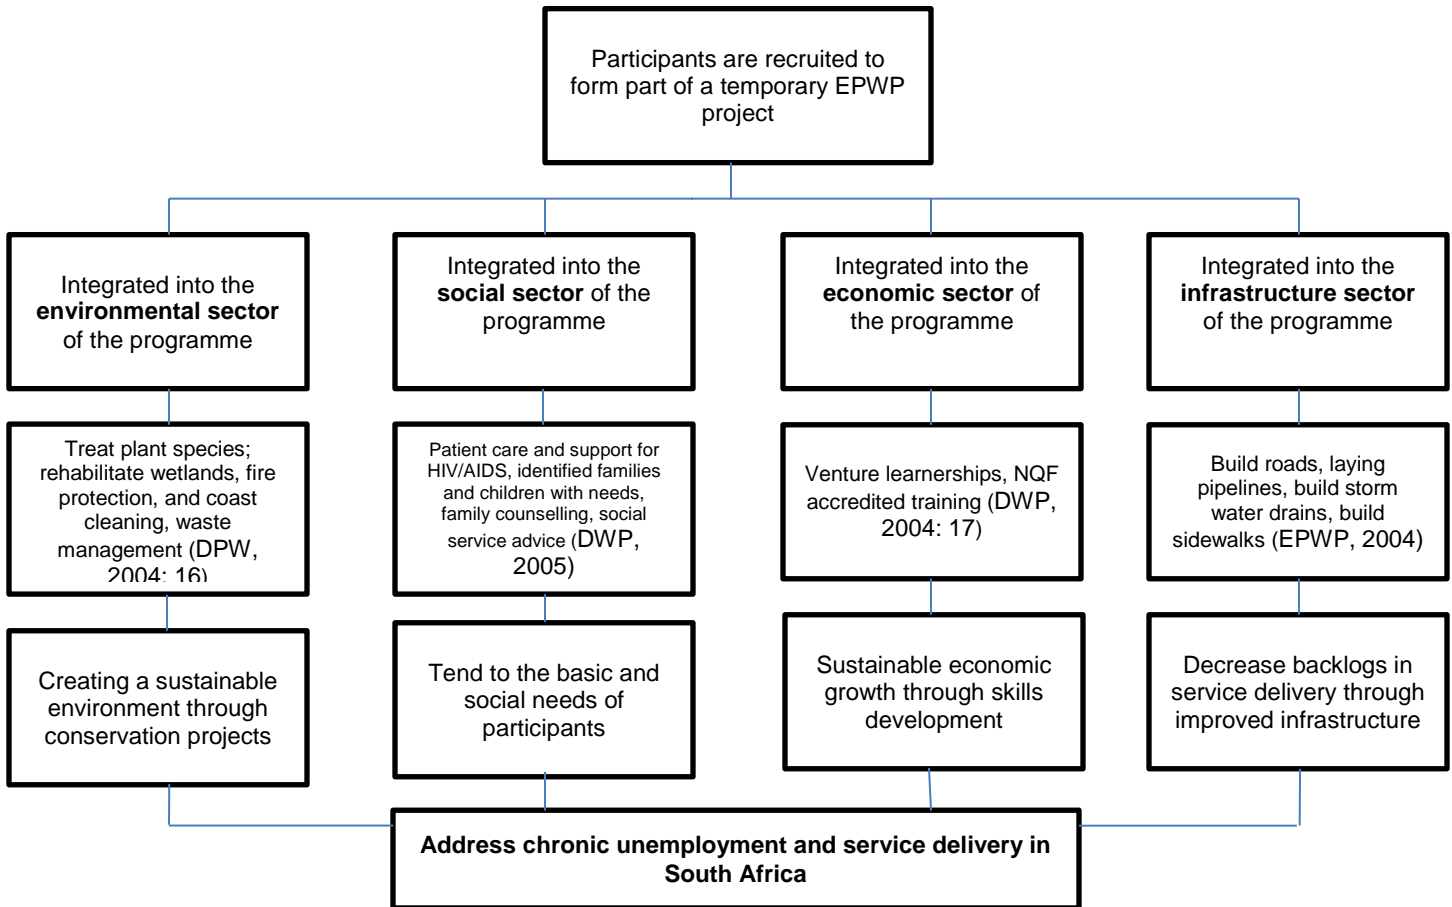 Participants are recruited to
form part of a temporary EPWP
project
Integrated into the
environmental sector
of the programme
Integrated into the
social sector of the
programme
Integrated into the
economic sector of
the programme
Integrated into the
infrastructure sector
of the programme
Treat plant species;
rehabilitate wetlands, fire
protection, and coast
cleaning, waste
management (DPW,
2004: 16)
Patient care and support for
HIV/AIDS, identified families
and children with needs,
family counselling, social
service advice (DWP,
2005)
Venture learnerships, NQF
accredited training (DWP,
2004: 17)
Build roads, laying
pipelines, build storm
water drains, build
sidewalks (EPWP, 2004)
Creating a sustainable
environment through
conservation projects
Tend to the basic and
social needs of
participants
Sustainable economic
growth through skills
development
Decrease backlogs in
service delivery through
improved infrastructure
Address chronic unemployment and service delivery in
South Africa